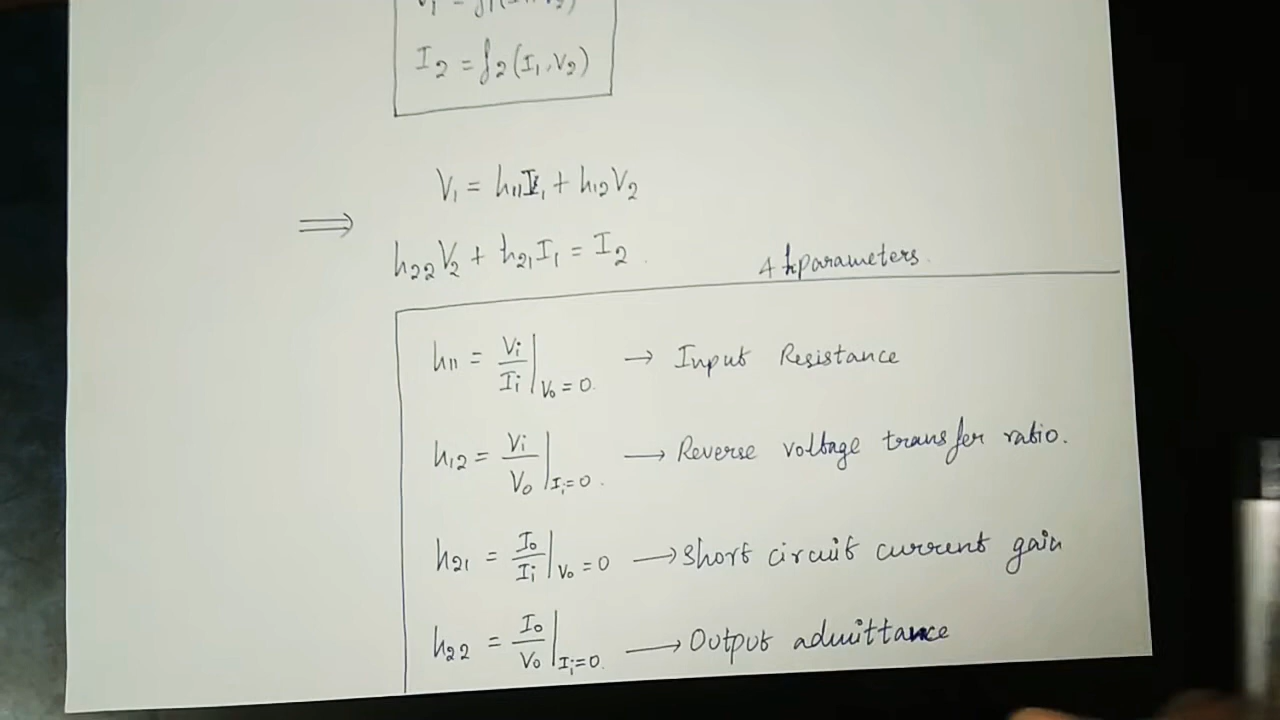 I2 = f2(I1, V2)
V1 = h11I1 + h12V2
⟹
h22V2 + h21I1 = I2
4 h parameters.
h11 = Vi/Ii | Vo = 0. → Input Resistance
h12 = Vi/Vo | Ii = 0. → Reverse voltage transfer ratio.
h21 = Io/Ii | Vo = 0 → Short circuit current gain
h22 = Io/Vo | Ii = 0. → Output admittance